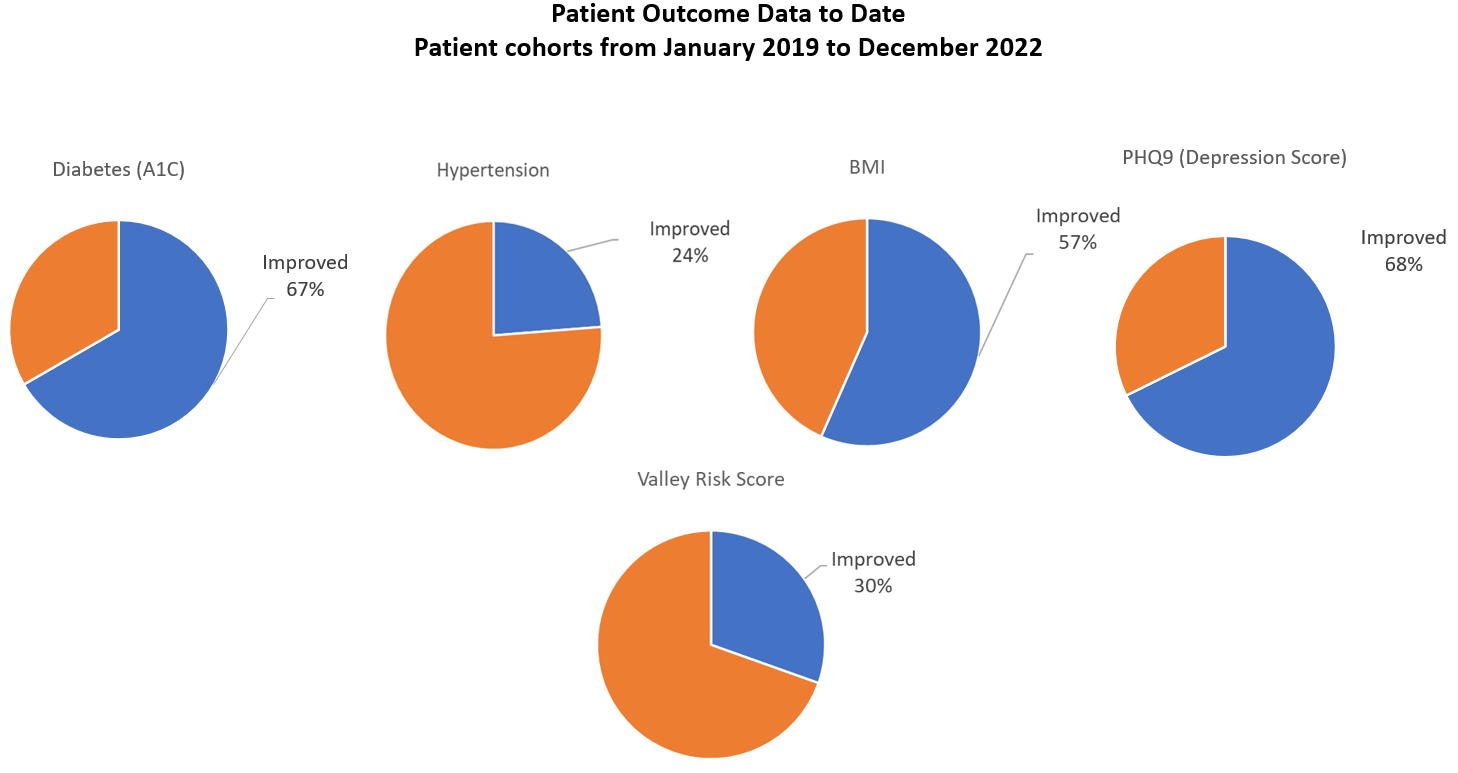 Patient Outcome Data to Date
Patient cohorts from January 2019 to December 2022
Diabetes (A1C)
Improved
67%
Hypertension
Improved
24%
BMI
Improved
57%
PHQ9 (Depression Score)
Improved
68%
Valley Risk Score
Improved
30%